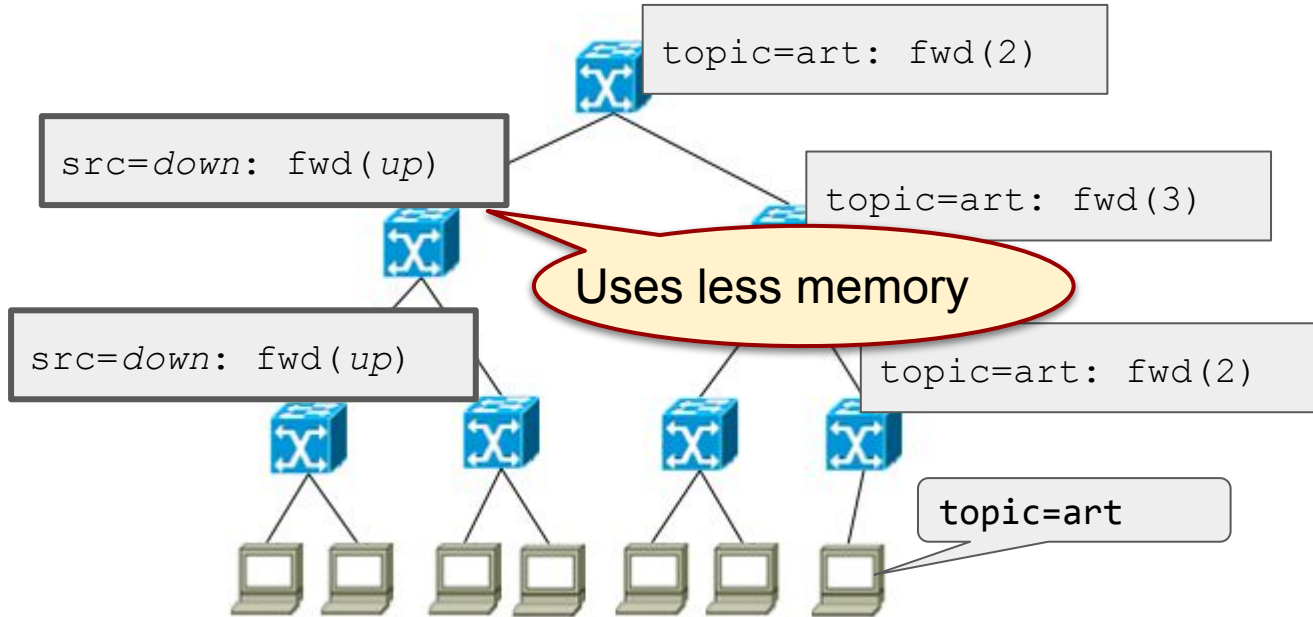 topic=art: fwd(2)
src=down: fwd(up)
topic=art: fwd(3)
Uses less memory
src=down: fwd(up)
topic=art: fwd(2)
topic=art